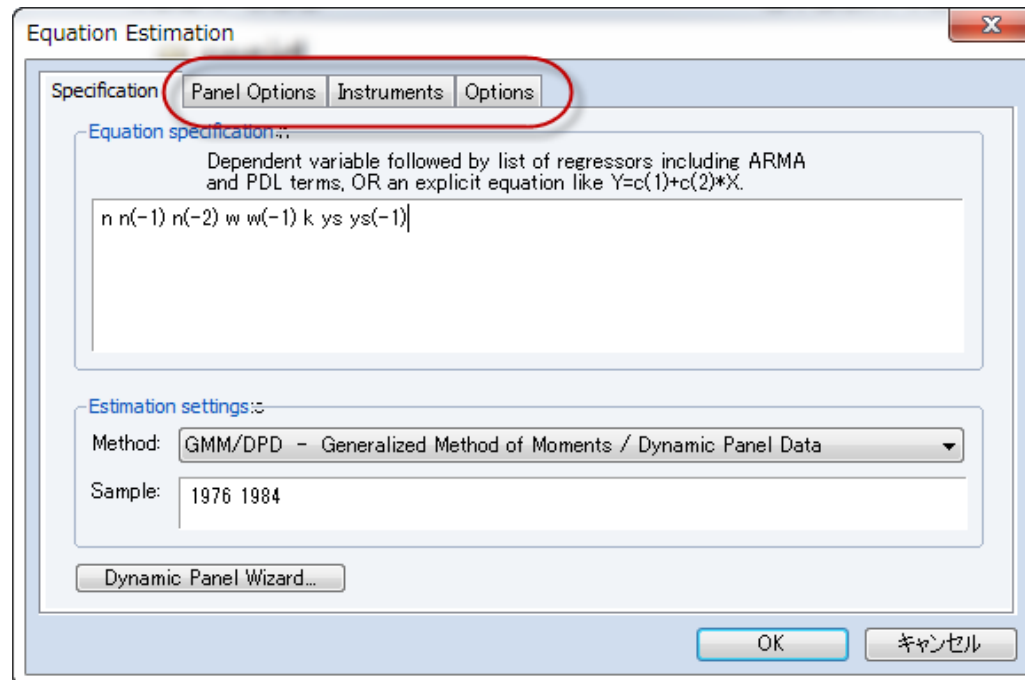 Equation Estimation
Specification Panel Options Instruments Options
Equation specification
Dependent variable followed by list of regressors including ARMA
and PDL terms, OR an explicit equation like Y=c(1)+c(2)*X.
n n(-1) n(-2) w w(-1) k ys ys(-1)
Estimation settings
Method: GMM/DPD - Generalized Method of Moments / Dynamic Panel Data
Sample: 1976 1984
Dynamic Panel Wizard...
OK キャンセル